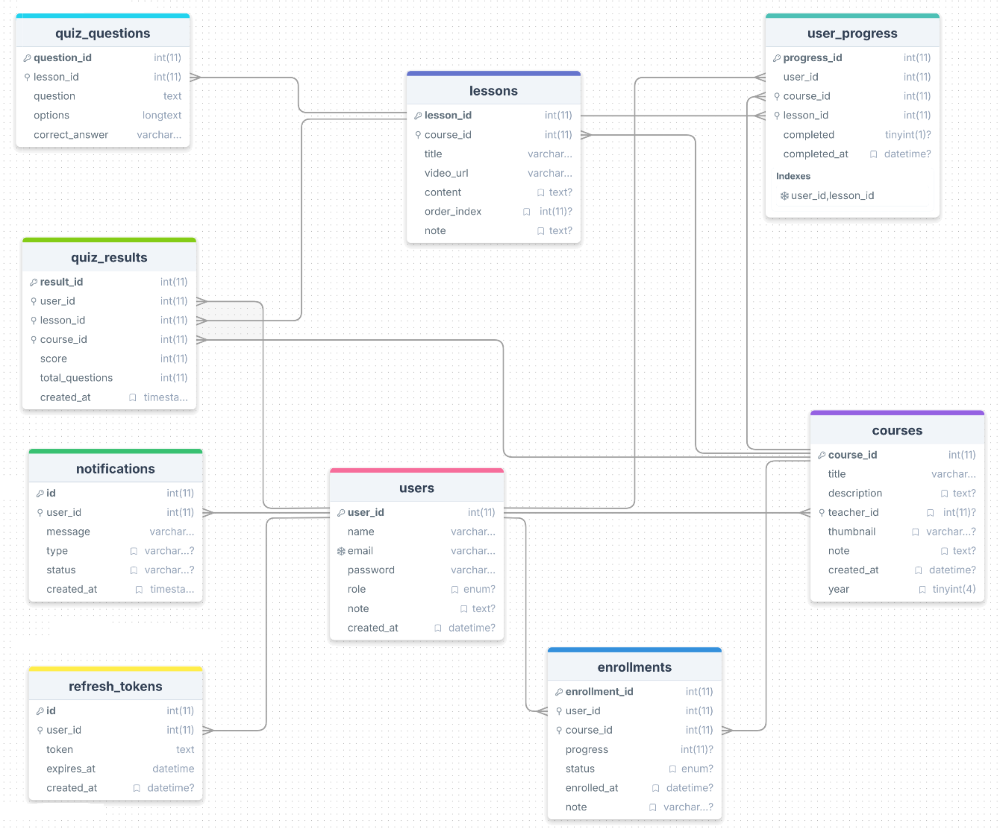 quiz_questions
question_id int(11)
lesson_id int(11)
question text
options longtext
correct_answer varchar...
lessons
lesson_id int(11)
course_id int(11)
title varchar...
video_url varchar...
content text?
order_index int(11)?
note text?
user_progress
progress_id int(11)
user_id int(11)
course_id int(11)
lesson_id int(11)
completed tinyint(1)?
completed_at datetime?
Indexes
user_id,lesson_id
quiz_results
result_id int(11)
user_id int(11)
lesson_id int(11)
course_id int(11)
score int(11)
total_questions int(11)
created_at timesta...
notifications
id int(11)
user_id int(11)
message varchar...
type varchar...?
status varchar...?
created_at timesta...
users
user_id int(11)
name varchar...
email varchar...
password varchar...
role enum?
note text?
created_at datetime?
courses
course_id int(11)
title varchar...
description text?
teacher_id int(11)?
thumbnail varchar...?
note text?
created_at datetime?
year tinyint(4)
refresh_tokens
id int(11)
user_id int(11)
token text
expires_at datetime
created_at datetime?
enrollments
enrollment_id int(11)
user_id int(11)
course_id int(11)
progress int(11)?
status enum?
enrolled_at datetime?
note varchar...?